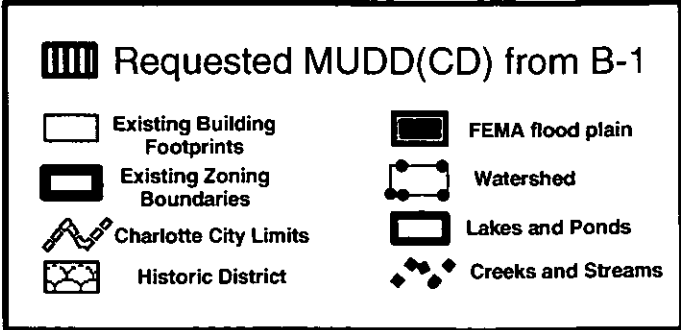 Requested MUDD(CD) from B-1
Existing Building
Footprints
Existing Zoning
Boundaries
Charlotte City Limits
Historic District
FEMA flood plain
Watershed
Lakes and Ponds
Creeks and Streams